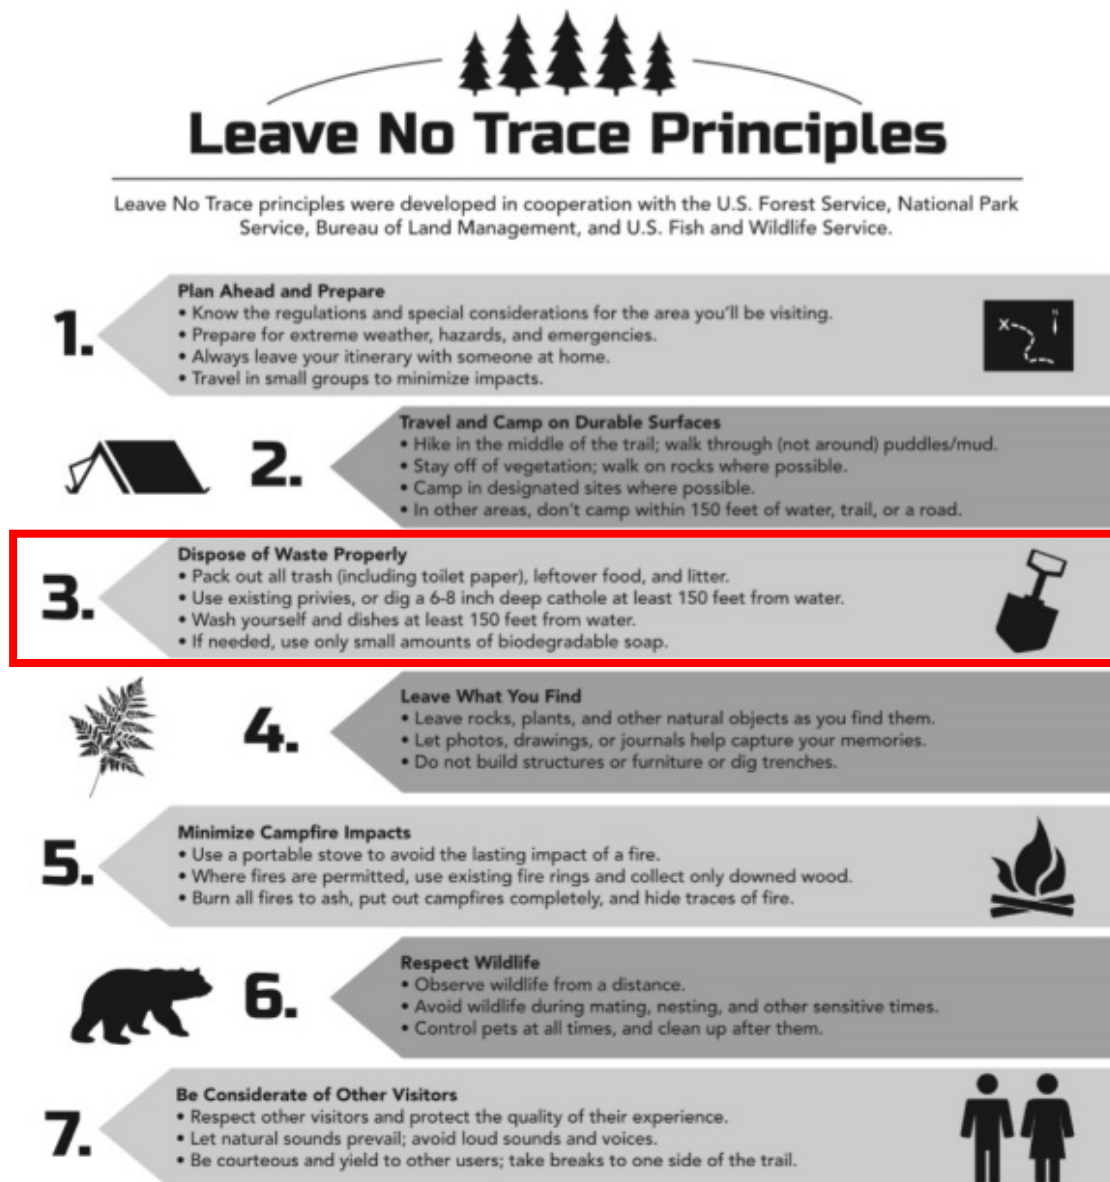 Leave No Trace Principles
Leave No Trace principles were developed in cooperation with the U.S. Forest Service, National Park
Service, Bureau of Land Management, and U.S. Fish and Wildlife Service.
1.
Plan Ahead and Prepare
• Know the regulations and special considerations for the area you'll be visiting.
• Prepare for extreme weather, hazards, and emergencies.
• Always leave your itinerary with someone at home.
• Travel in small groups to minimize impacts.
X
N
2.
Travel and Camp on Durable Surfaces
• Hike in the middle of the trail; walk through (not around) puddles/mud.
• Stay off of vegetation; walk on rocks where possible.
• Camp in designated sites where possible.
• In other areas, don't camp within 150 feet of water, trail, or a road.
3.
Dispose of Waste Properly
• Pack out all trash (including toilet paper), leftover food, and litter.
• Use existing privies, or dig a 6-8 inch deep cathole at least 150 feet from water.
• Wash yourself and dishes at least 150 feet from water.
• If needed, use only small amounts of biodegradable soap.
4.
Leave What You Find
• Leave rocks, plants, and other natural objects as you find them.
• Let photos, drawings, or journals help capture your memories.
• Do not build structures or furniture or dig trenches.
5.
Minimize Campfire Impacts
• Use a portable stove to avoid the lasting impact of a fire.
• Where fires are permitted, use existing fire rings and collect only downed wood.
• Burn all fires to ash, put out campfires completely, and hide traces of fire.
6.
Respect Wildlife
• Observe wildlife from a distance.
• Avoid wildlife during mating, nesting, and other sensitive times.
• Control pets at all times, and clean up after them.
7.
Be Considerate of Other Visitors
• Respect other visitors and protect the quality of their experience.
• Let natural sounds prevail; avoid loud sounds and voices.
• Be courteous and yield to other users; take breaks to one side of the trail.